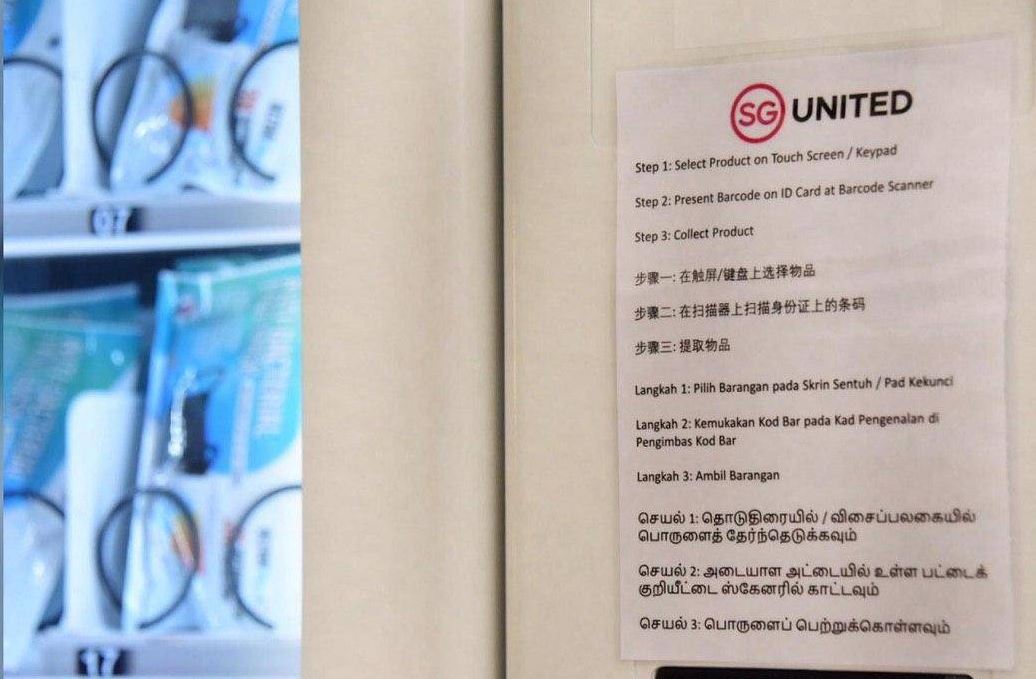 SG UNITED
Step 1: Select Product on Touch Screen / Keypad
Step 2: Present Barcode on ID Card at Barcode Scanner
Step 3: Collect Product
步骤一: 在触屏/键盘上选择物品
步骤二: 在扫描器上扫描身份证上的条码
步骤三: 提取物品
Langkah 1: Pilih Barangan pada Skrin Sentuh / Pad Kekunci
Langkah 2: Kemukakan Kod Bar pada Kad Pengenalan di
Pengimbas Kod Bar
Langkah 3: Ambil Barangan
செயல் 1: தொடுதிரையில் / விசைப்பலகையில்
பொருளைத் தேர்ந்தெடுக்கவும்
செயல் 2: அடையாள அட்டையில் உள்ள பட்டைக்
குறியீட்டை ஸ்கேனரில் காட்டவும்
செயல் 3: பொருளைப் பெற்றுக்கொள்ளவும்
07
17